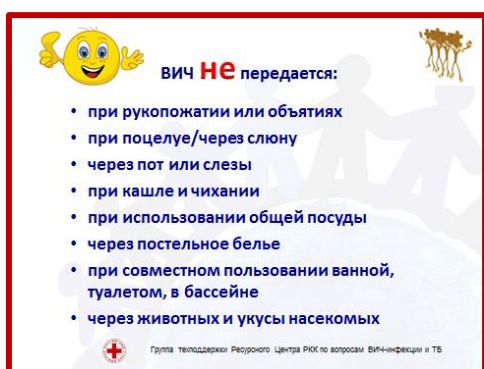 ВИЧ не передается:
• при рукопожатии или объятиях
• при поцелуе/через слюну
• через пот или слезы
• при кашле и чихании
• при использовании общей посуды
• через постельное белье
• при совместном пользовании ванной,
туалетом, в бассейне
• через животных и укусы насекомых
Группа техподдержки Ресурсного Центра РКК по вопросам ВИЧ-инфекции и ТБ